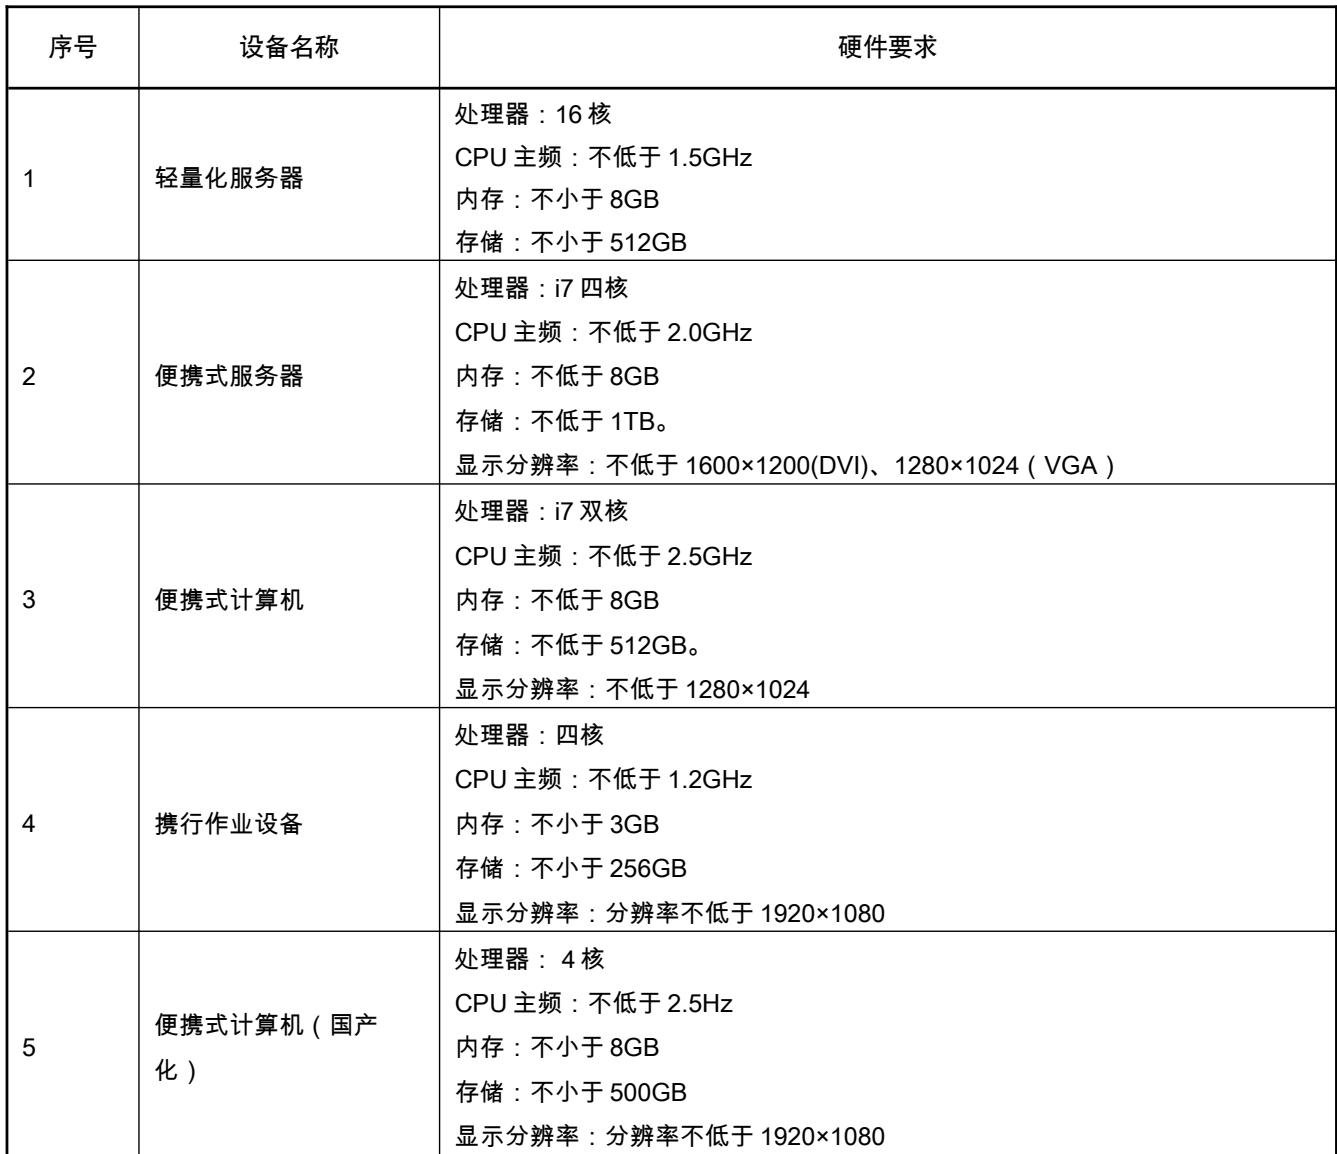 序号 设备名称 硬件要求
1 轻量化服务器
处理器：16 核
CPU 主频：不低于 1.5GHz
内存：不小于 8GB
存储：不小于 512GB
2 便携式服务器
处理器：i7 四核
CPU 主频：不低于 2.0GHz
内存：不低于 8GB
存储：不低于 1TB。
显示分辨率：不低于 1600×1200(DVI)、1280×1024（VGA）
3 便携式计算机
处理器：i7 双核
CPU 主频：不低于 2.5GHz
内存：不低于 8GB
存储：不低于 512GB。
显示分辨率：不低于 1280×1024
4 携行作业设备
处理器：四核
CPU 主频：不低于 1.2GHz
内存：不小于 3GB
存储：不小于 256GB
显示分辨率：分辨率不低于 1920×1080
5 便携式计算机（国产
化）
处理器： 4 核
CPU 主频：不低于 2.5Hz
内存：不小于 8GB
存储：不小于 500GB
显示分辨率：分辨率不低于 1920×1080